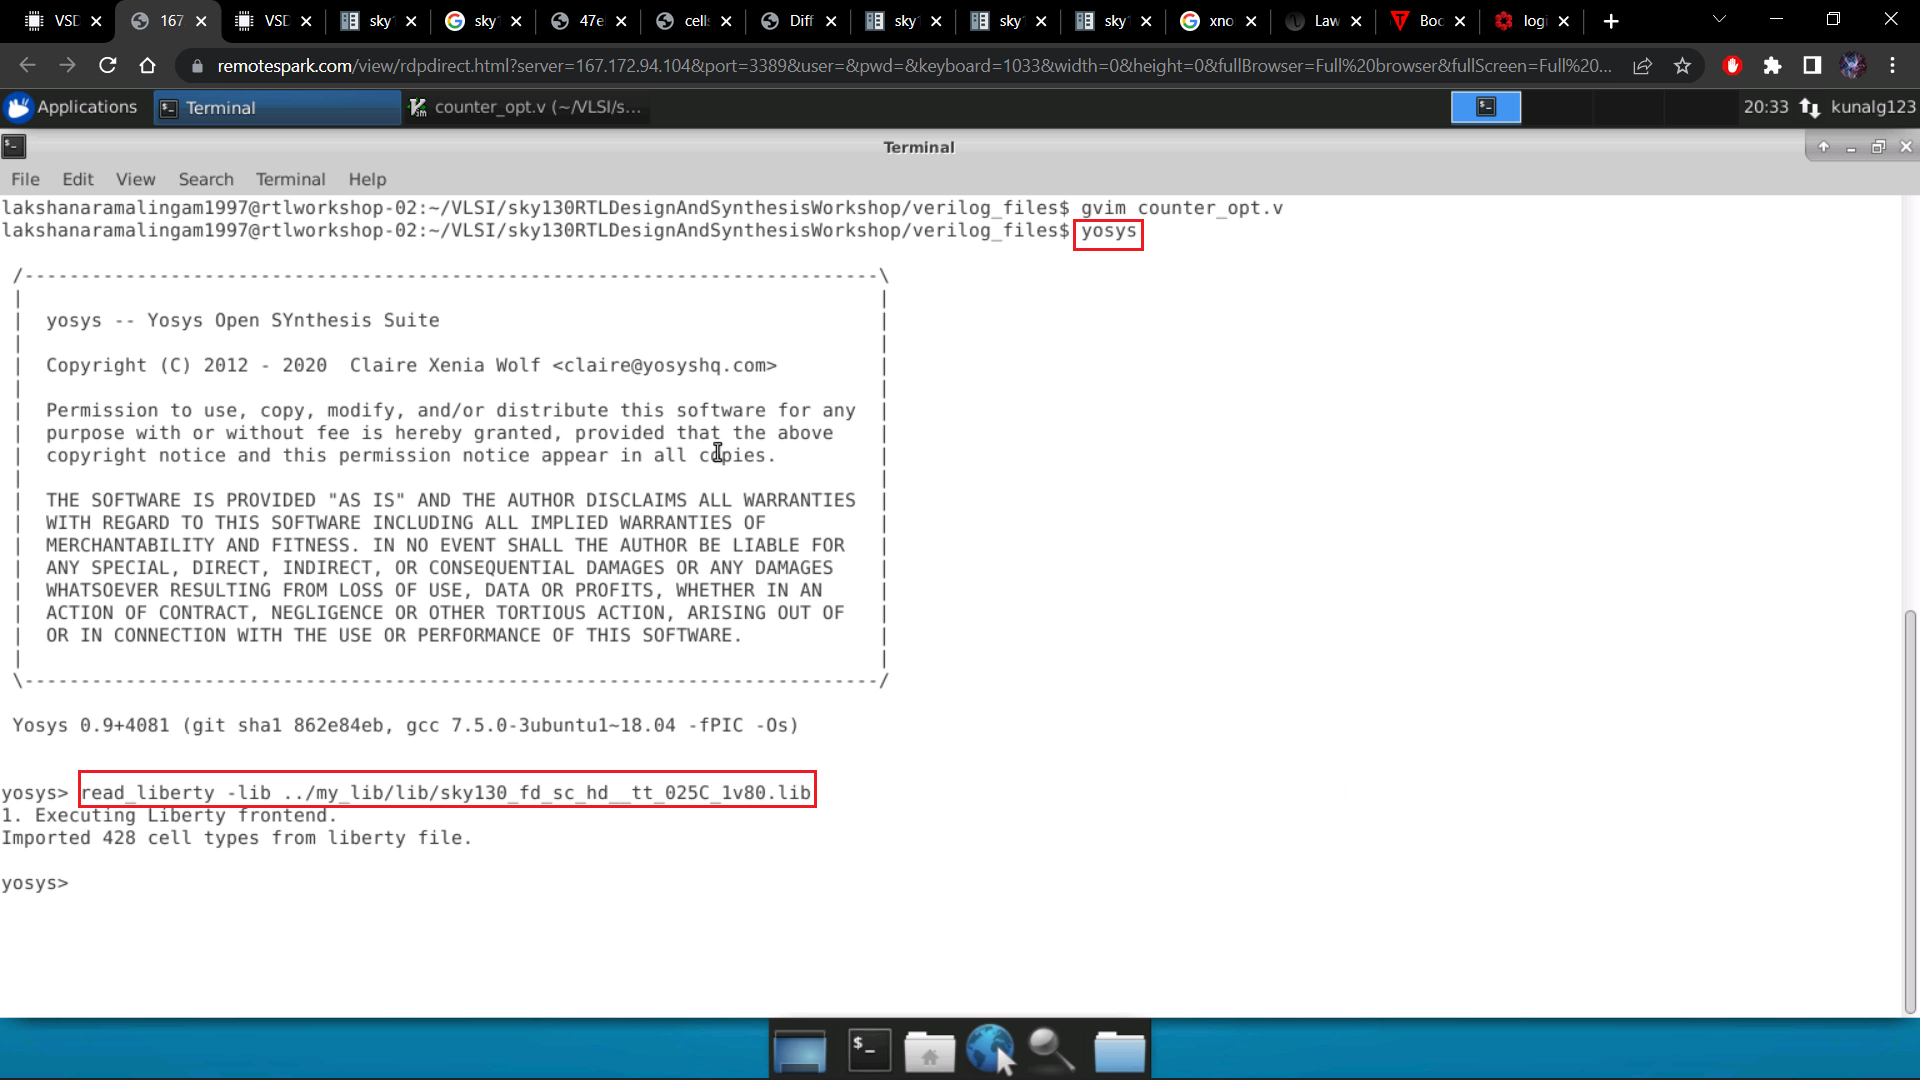 VSD
167
VSD
sky
sky
47e
cell
Diff
sky
sky
sky
xno
Law
Boc
logi
remotespark.com/view/rdpdirect.html?server=167.172.94.104&port=3389&user=&pwd=&keyboard=1033&width=0&height=0&fullBrowser=Full%20browser&fullScreen=Full%20...
Applications
Terminal
counter_opt.v (~/VLSI/s...
20:33
kunalg123
Terminal
File Edit View Search Terminal Help
lakshanaramalingam1997@rtlworkshop-02:~/VLSI/sky130RTLDesignAndSynthesisWorkshop/verilog_files$ gvim counter_opt.v
lakshanaramalingam1997@rtlworkshop-02:~/VLSI/sky130RTLDesignAndSynthesisWorkshop/verilog_files$ yosys
/----------------------------------------------------------------------------\
| |
| yosys -- Yosys Open SYnthesis Suite |
| |
| Copyright (C) 2012 - 2020 Claire Xenia Wolf <claire@yosyshq.com> |
| |
| Permission to use, copy, modify, and/or distribute this software for any |
| purpose with or without fee is hereby granted, provided that the above |
| copyright notice and this permission notice appear in all copies. |
| |
| THE SOFTWARE IS PROVIDED "AS IS" AND THE AUTHOR DISCLAIMS ALL WARRANTIES |
| WITH REGARD TO THIS SOFTWARE INCLUDING ALL IMPLIED WARRANTIES OF |
| MERCHANTABILITY AND FITNESS. IN NO EVENT SHALL THE AUTHOR BE LIABLE FOR |
| ANY SPECIAL, DIRECT, INDIRECT, OR CONSEQUENTIAL DAMAGES OR ANY DAMAGES |
| WHATSOEVER RESULTING FROM LOSS OF USE, DATA OR PROFITS, WHETHER IN AN |
| ACTION OF CONTRACT, NEGLIGENCE OR OTHER TORTIOUS ACTION, ARISING OUT OF |
| OR IN CONNECTION WITH THE USE OR PERFORMANCE OF THIS SOFTWARE. |
| |
\----------------------------------------------------------------------------/
Yosys 0.9+4081 (git sha1 862e84eb, gcc 7.5.0-3ubuntu1~18.04 -fPIC -Os)
yosys> read_liberty -lib ../my_lib/lib/sky130_fd_sc_hd__tt_025C_1v80.lib
1. Executing Liberty frontend.
Imported 428 cell types from liberty file.
yosys>